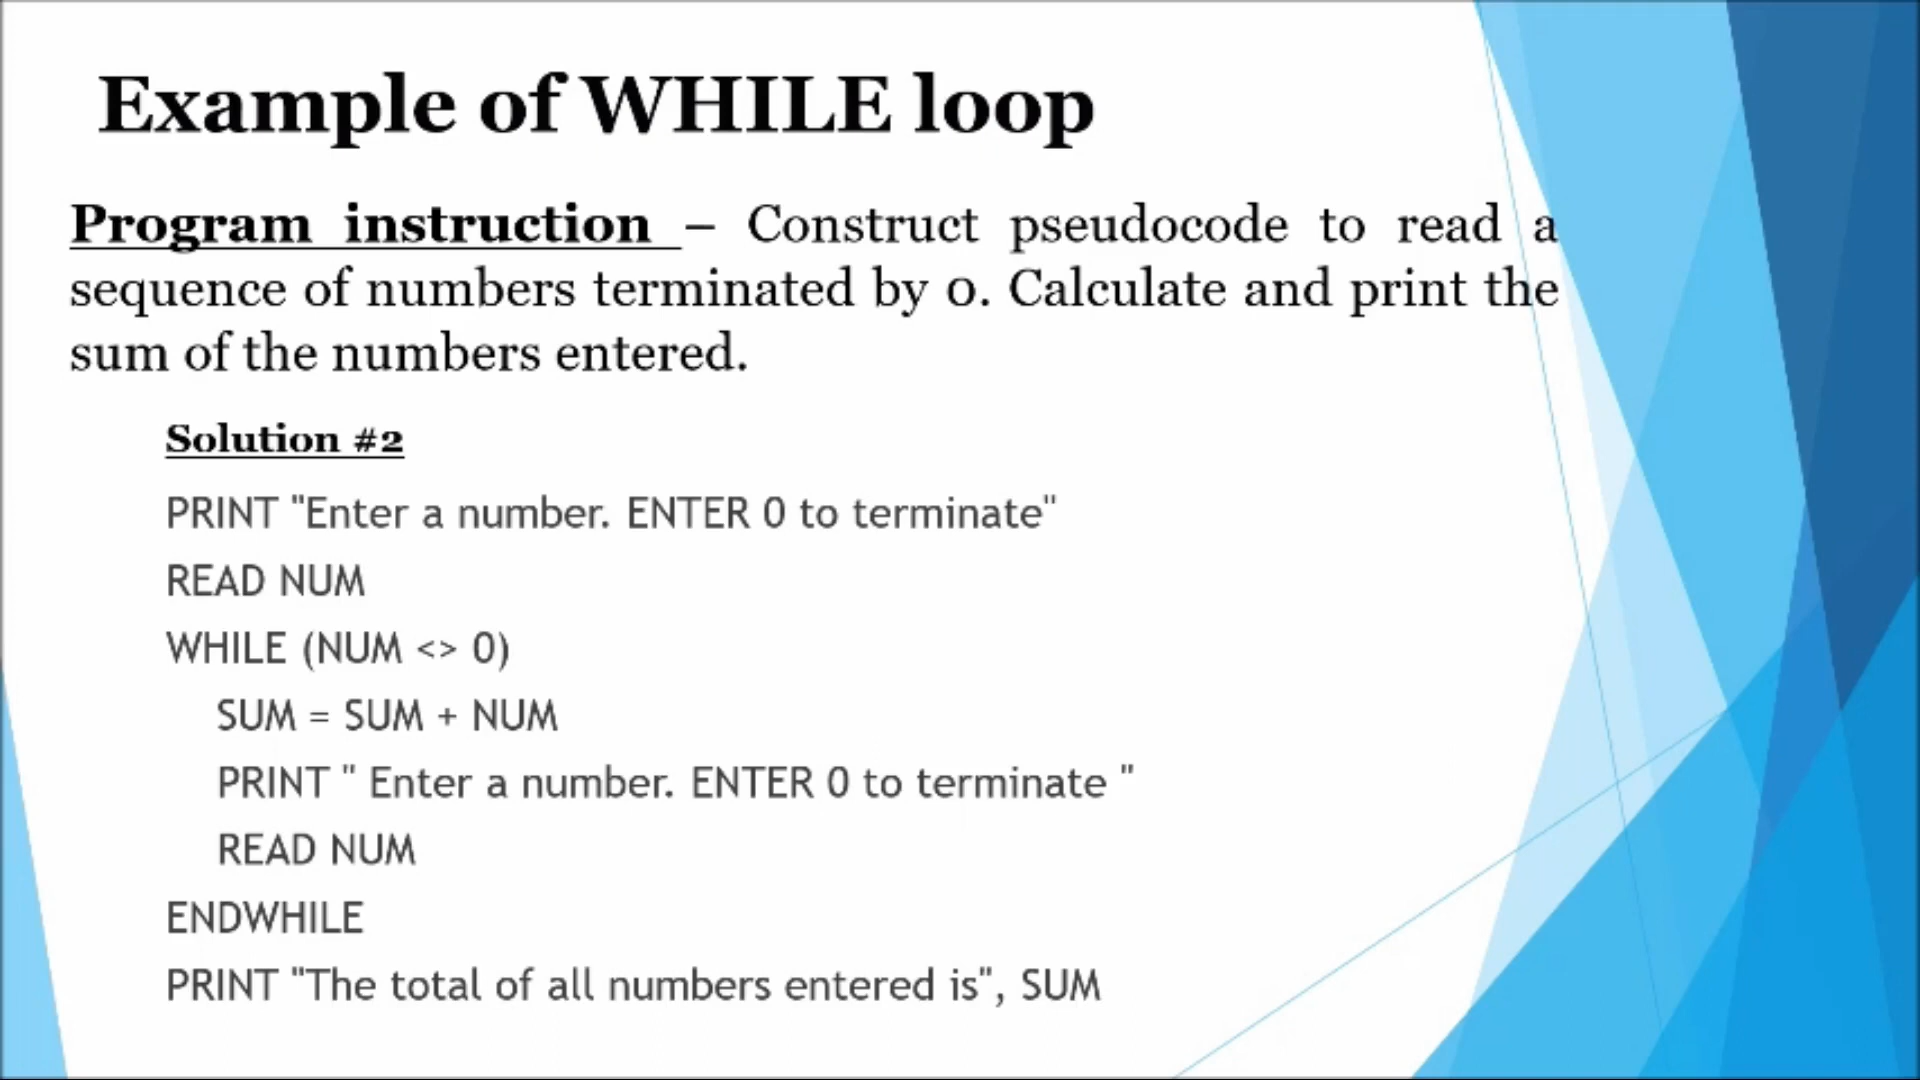 Example of WHILE loop
Program instruction – Construct pseudocode to read a
sequence of numbers terminated by 0. Calculate and print the
sum of the numbers entered.
Solution #2
PRINT "Enter a number. ENTER 0 to terminate"
READ NUM
WHILE (NUM <> 0)
SUM = SUM + NUM
PRINT " Enter a number. ENTER 0 to terminate "
READ NUM
ENDWHILE
PRINT "The total of all numbers entered is", SUM